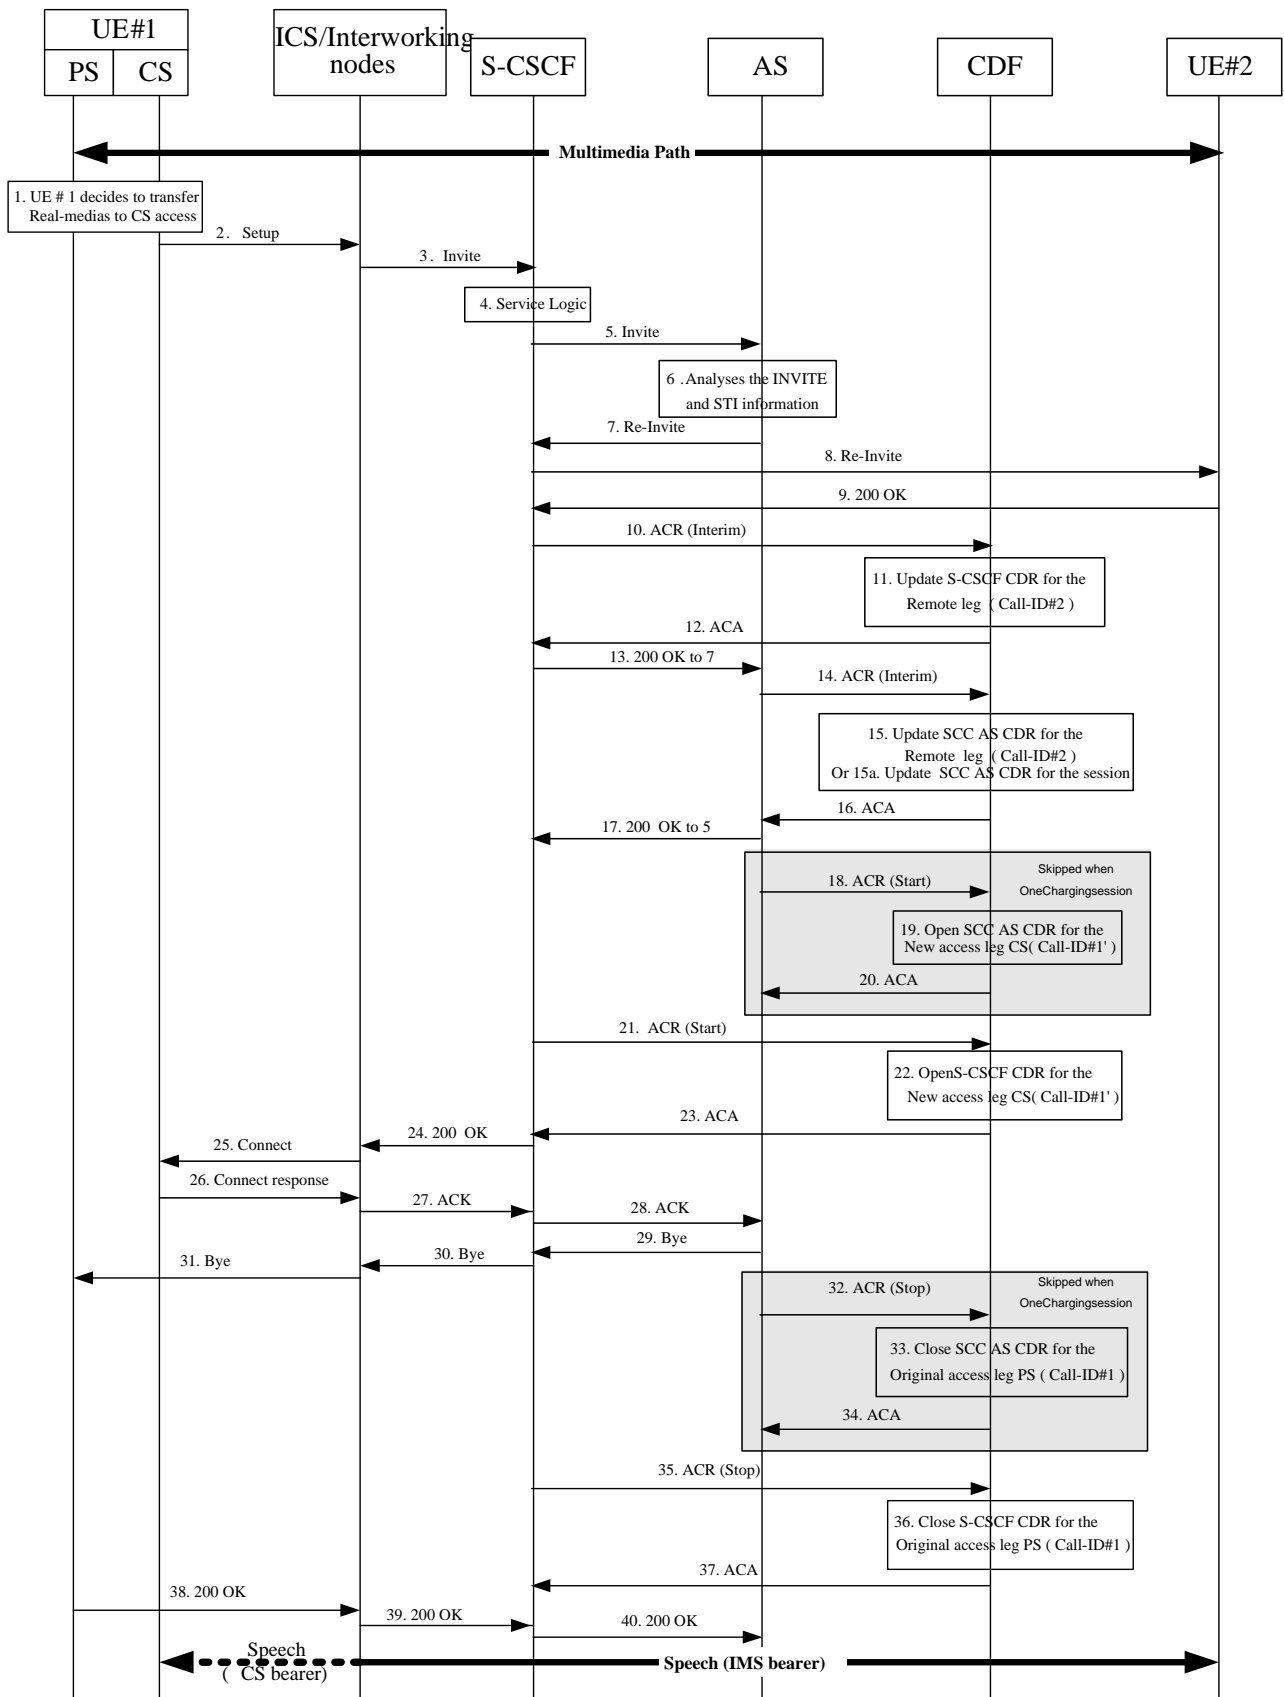 UE#1
PS
CS
ICS/Interworking
nodes
S-CSCF
AS
CDF
UE#2
Multimedia Path
1. UE # 1 decides to transfer
Real-medias to CS access
2. Setup
3. Invite
4. Service Logic
5. Invite
6 .Analyses the INVITE
and STI information
7. Re-Invite
8. Re-Invite
9. 200 OK
10. ACR (Interim)
11. Update S-CSCF CDR for the
Remote leg ( Call-ID#2 )
12. ACA
13. 200 OK to 7
14. ACR (Interim)
15. Update SCC AS CDR for the
Remote leg ( Call-ID#2 )
Or 15a. Update SCC AS CDR for the session
16. ACA
17. 200 OK to 5
Skipped when
OneChargingsession
18. ACR (Start)
19. Open SCC AS CDR for the
New access leg CS( Call-ID#1' )
20. ACA
21. ACR (Start)
22. OpenS-CSCF CDR for the
New access leg CS( Call-ID#1' )
23. ACA
24. 200 OK
25. Connect
26. Connect response
27. ACK
28. ACK
29. Bye
30. Bye
31. Bye
Skipped when
OneChargingsession
32. ACR (Stop)
33. Close SCC AS CDR for the
Original access leg PS ( Call-ID#1 )
34. ACA
35. ACR (Stop)
36. Close S-CSCF CDR for the
Original access leg PS ( Call-ID#1 )
37. ACA
38. 200 OK
39. 200 OK
40. 200 OK
Speech
( CS bearer)
Speech (IMS bearer)